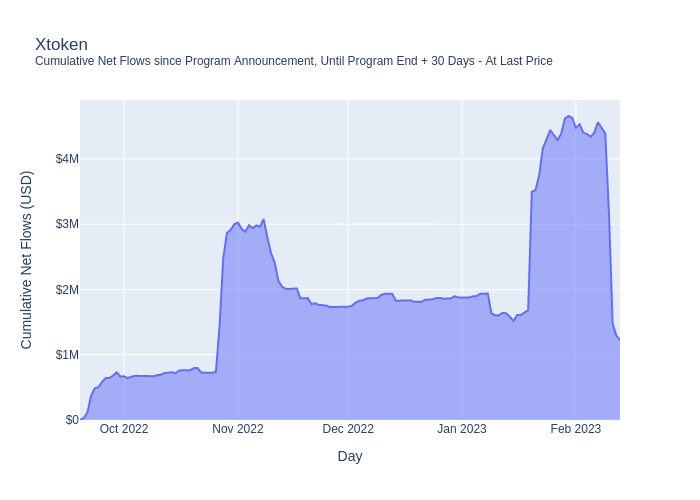 Xtoken
Cumulative Net Flows since Program Announcement, Until Program End + 30 Days - At Last Price
Cumulative Net Flows (USD)
$4M
$3M
$2M
$1M
$0
Oct 2022
Nov 2022
Dec 2022
Jan 2023
Feb 2023
Day